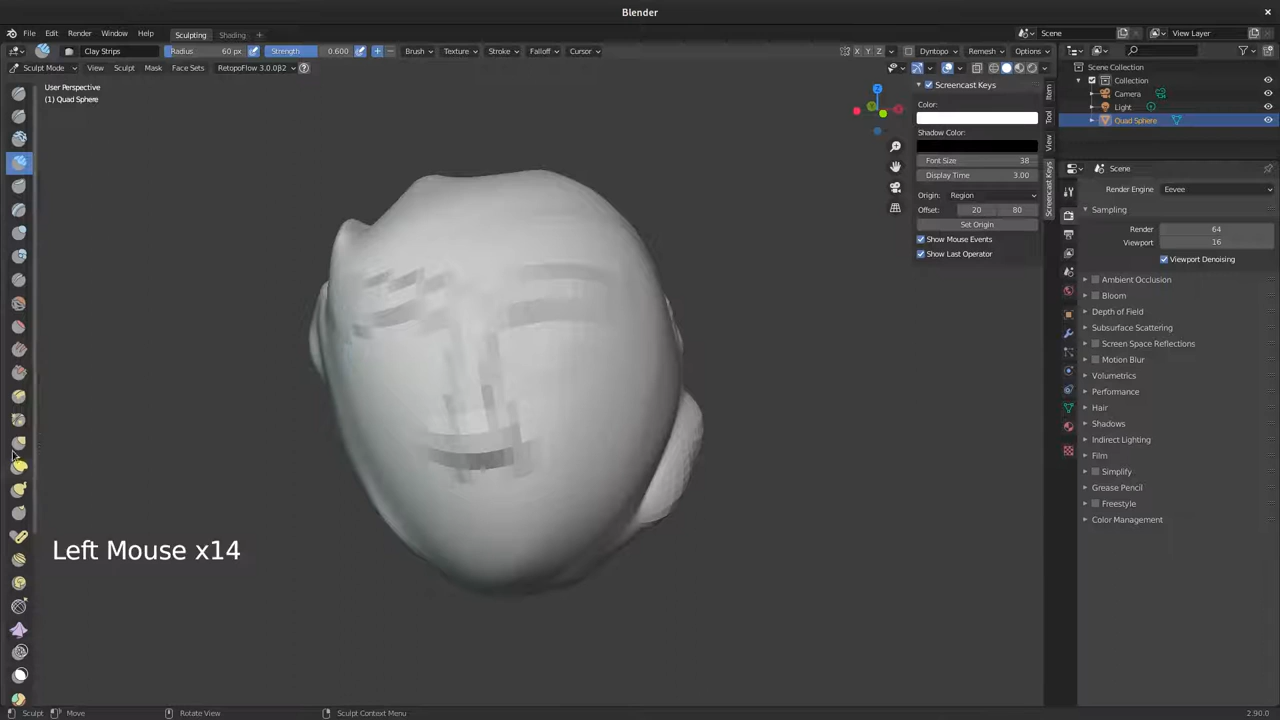 Blender
File Edit Render Window Help Sculpting Shading + Scene View Layer
Clay Strips Radius 60 px Strength 0.600 Brush Texture Stroke Falloff Cursor X Y Z Dyntopo Remesh Options
Sculpt Mode View Sculpt Mask Face Sets RetopoFlow 3.0.0β2
User Perspective
(1) Quad Sphere
Z
Screencast Keys
Color:
Shadow Color:
Font Size 38
Display Time 3.00
Origin: Region
Offset: 20 80
Set Origin
Show Mouse Events
Show Last Operator
Item
Tool
View
Screencast Keys
Scene Collection
Collection
Camera
Light
Quad Sphere
Scene
Render Engine Eevee
Sampling
Render 64
Viewport 16
Viewport Denoising
Ambient Occlusion
Bloom
Depth of Field
Subsurface Scattering
Screen Space Reflections
Motion Blur
Volumetrics
Performance
Hair
Shadows
Indirect Lighting
Film
Simplify
Grease Pencil
Freestyle
Color Management
Left Mouse x14
Sculpt Move Rotate View Sculpt Context Menu 2.90.0